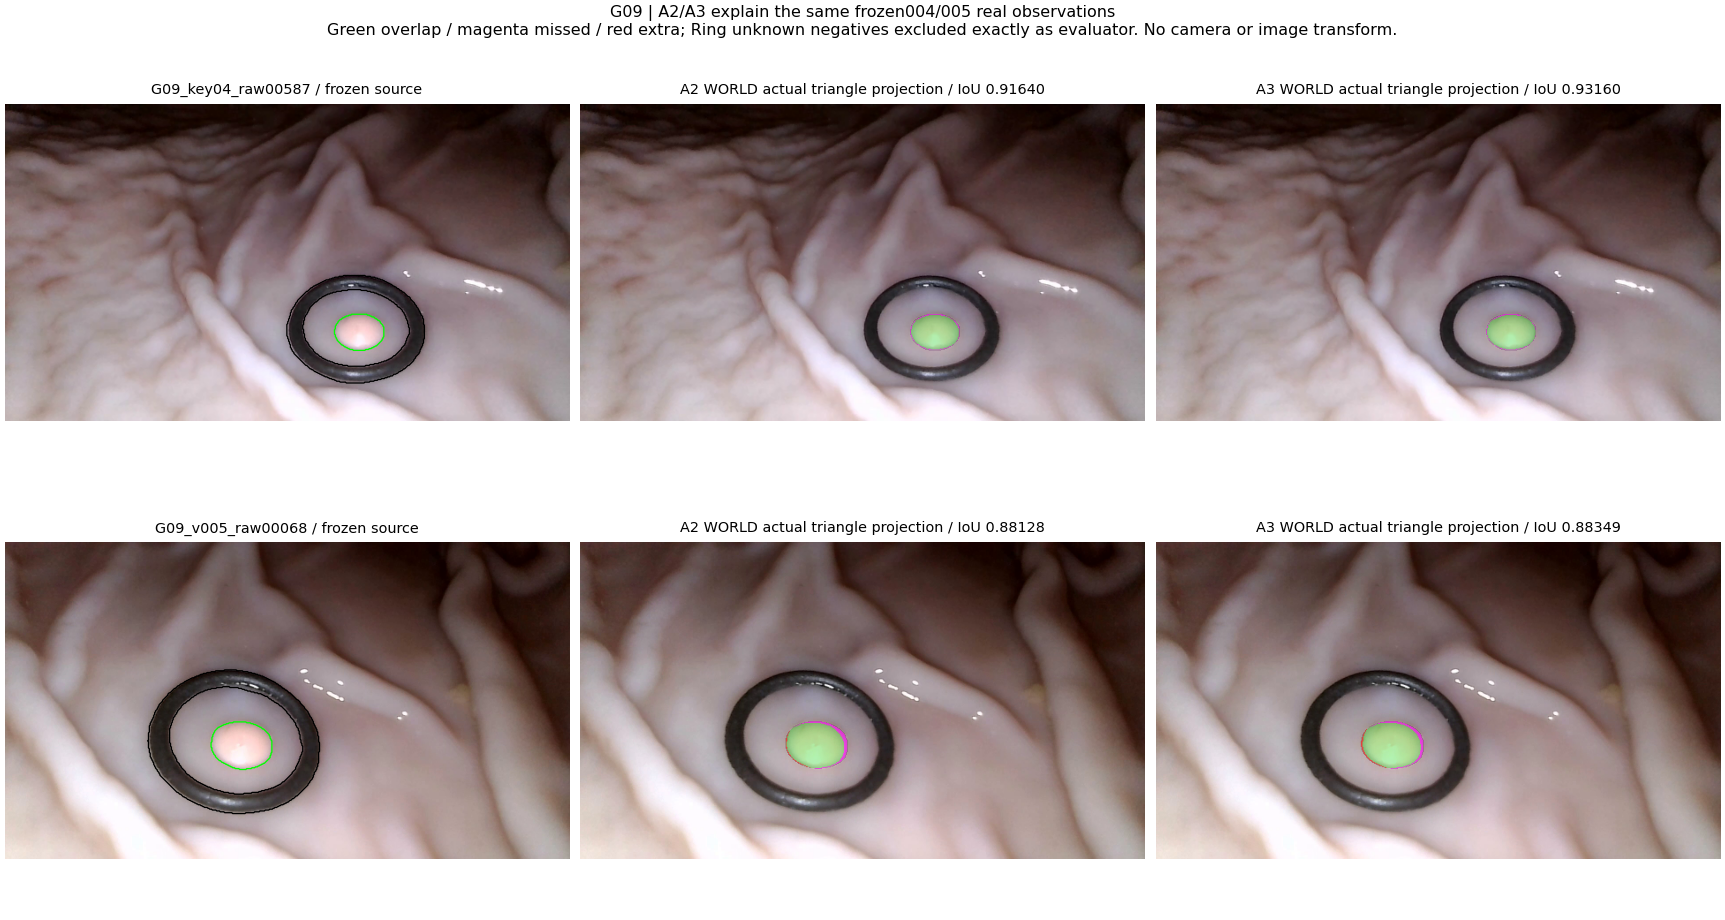 G09 | A2/A3 explain the same frozen004/005 real observations
Green overlap / magenta missed / red extra; Ring unknown negatives excluded exactly as evaluator. No camera or image transform.
G09_key04_raw00587 / frozen source
A2 WORLD actual triangle projection / IoU 0.91640
A3 WORLD actual triangle projection / IoU 0.93160
G09_v005_raw00068 / frozen source
A2 WORLD actual triangle projection / IoU 0.88128
A3 WORLD actual triangle projection / IoU 0.88349